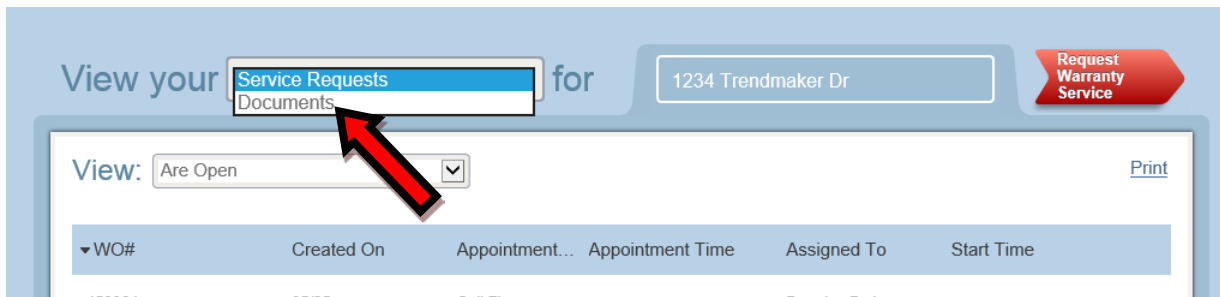 View your Service Requests for 1234 Trendmaker Dr
Documents
Request
Warranty
Service
View: Are Open
Print
WO# Created On Appointment... Appointment Time Assigned To Start Time